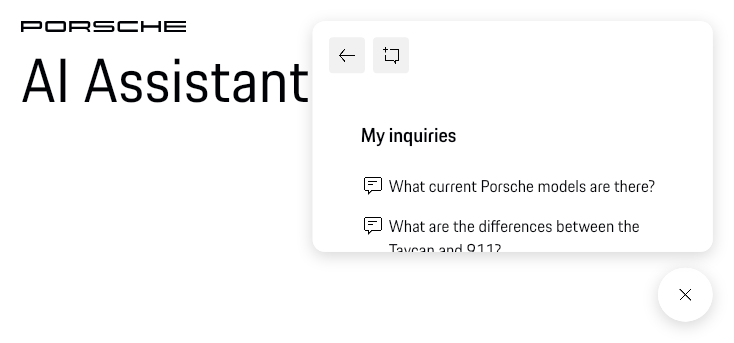 PORSCHE
AI Assistant
My inquiries
What current Porsche models are there?
What are the differences between the
Taycan and 911?